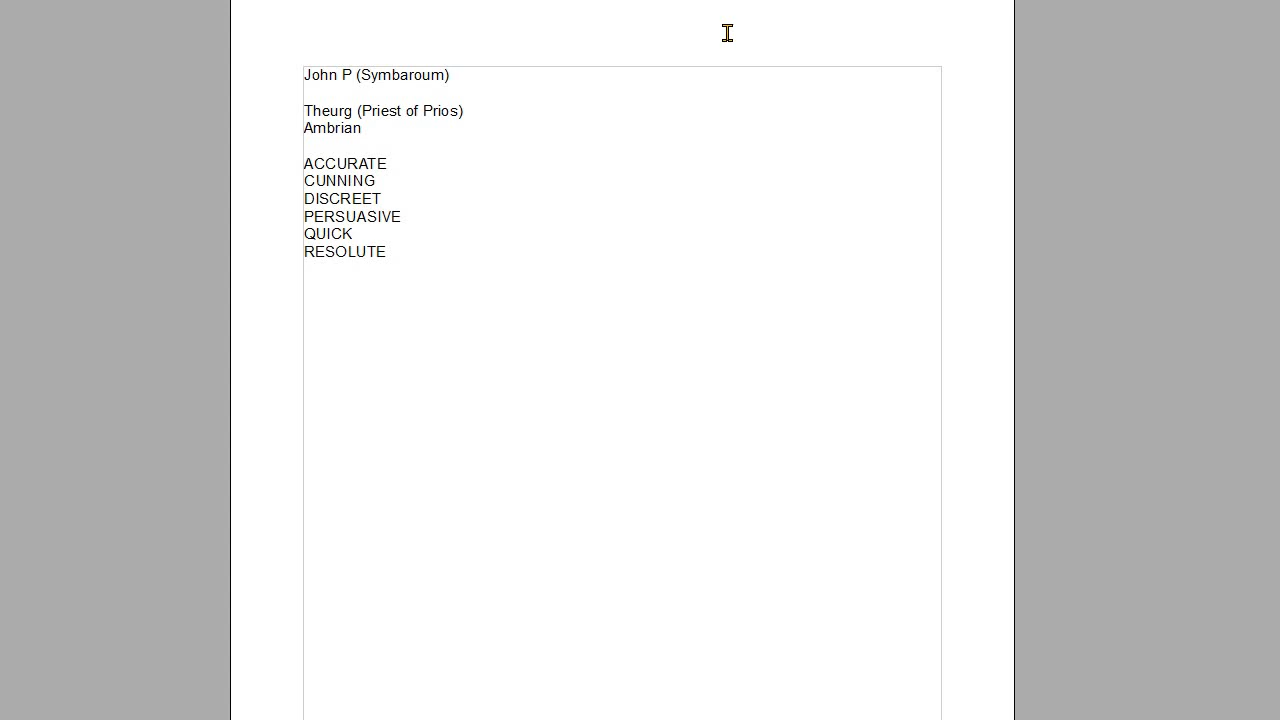 John P (Symbaroum)
Theurg (Priest of Prios)
Ambrian
ACCURATE
CUNNING
DISCREET
PERSUASIVE
QUICK
RESOLUTE